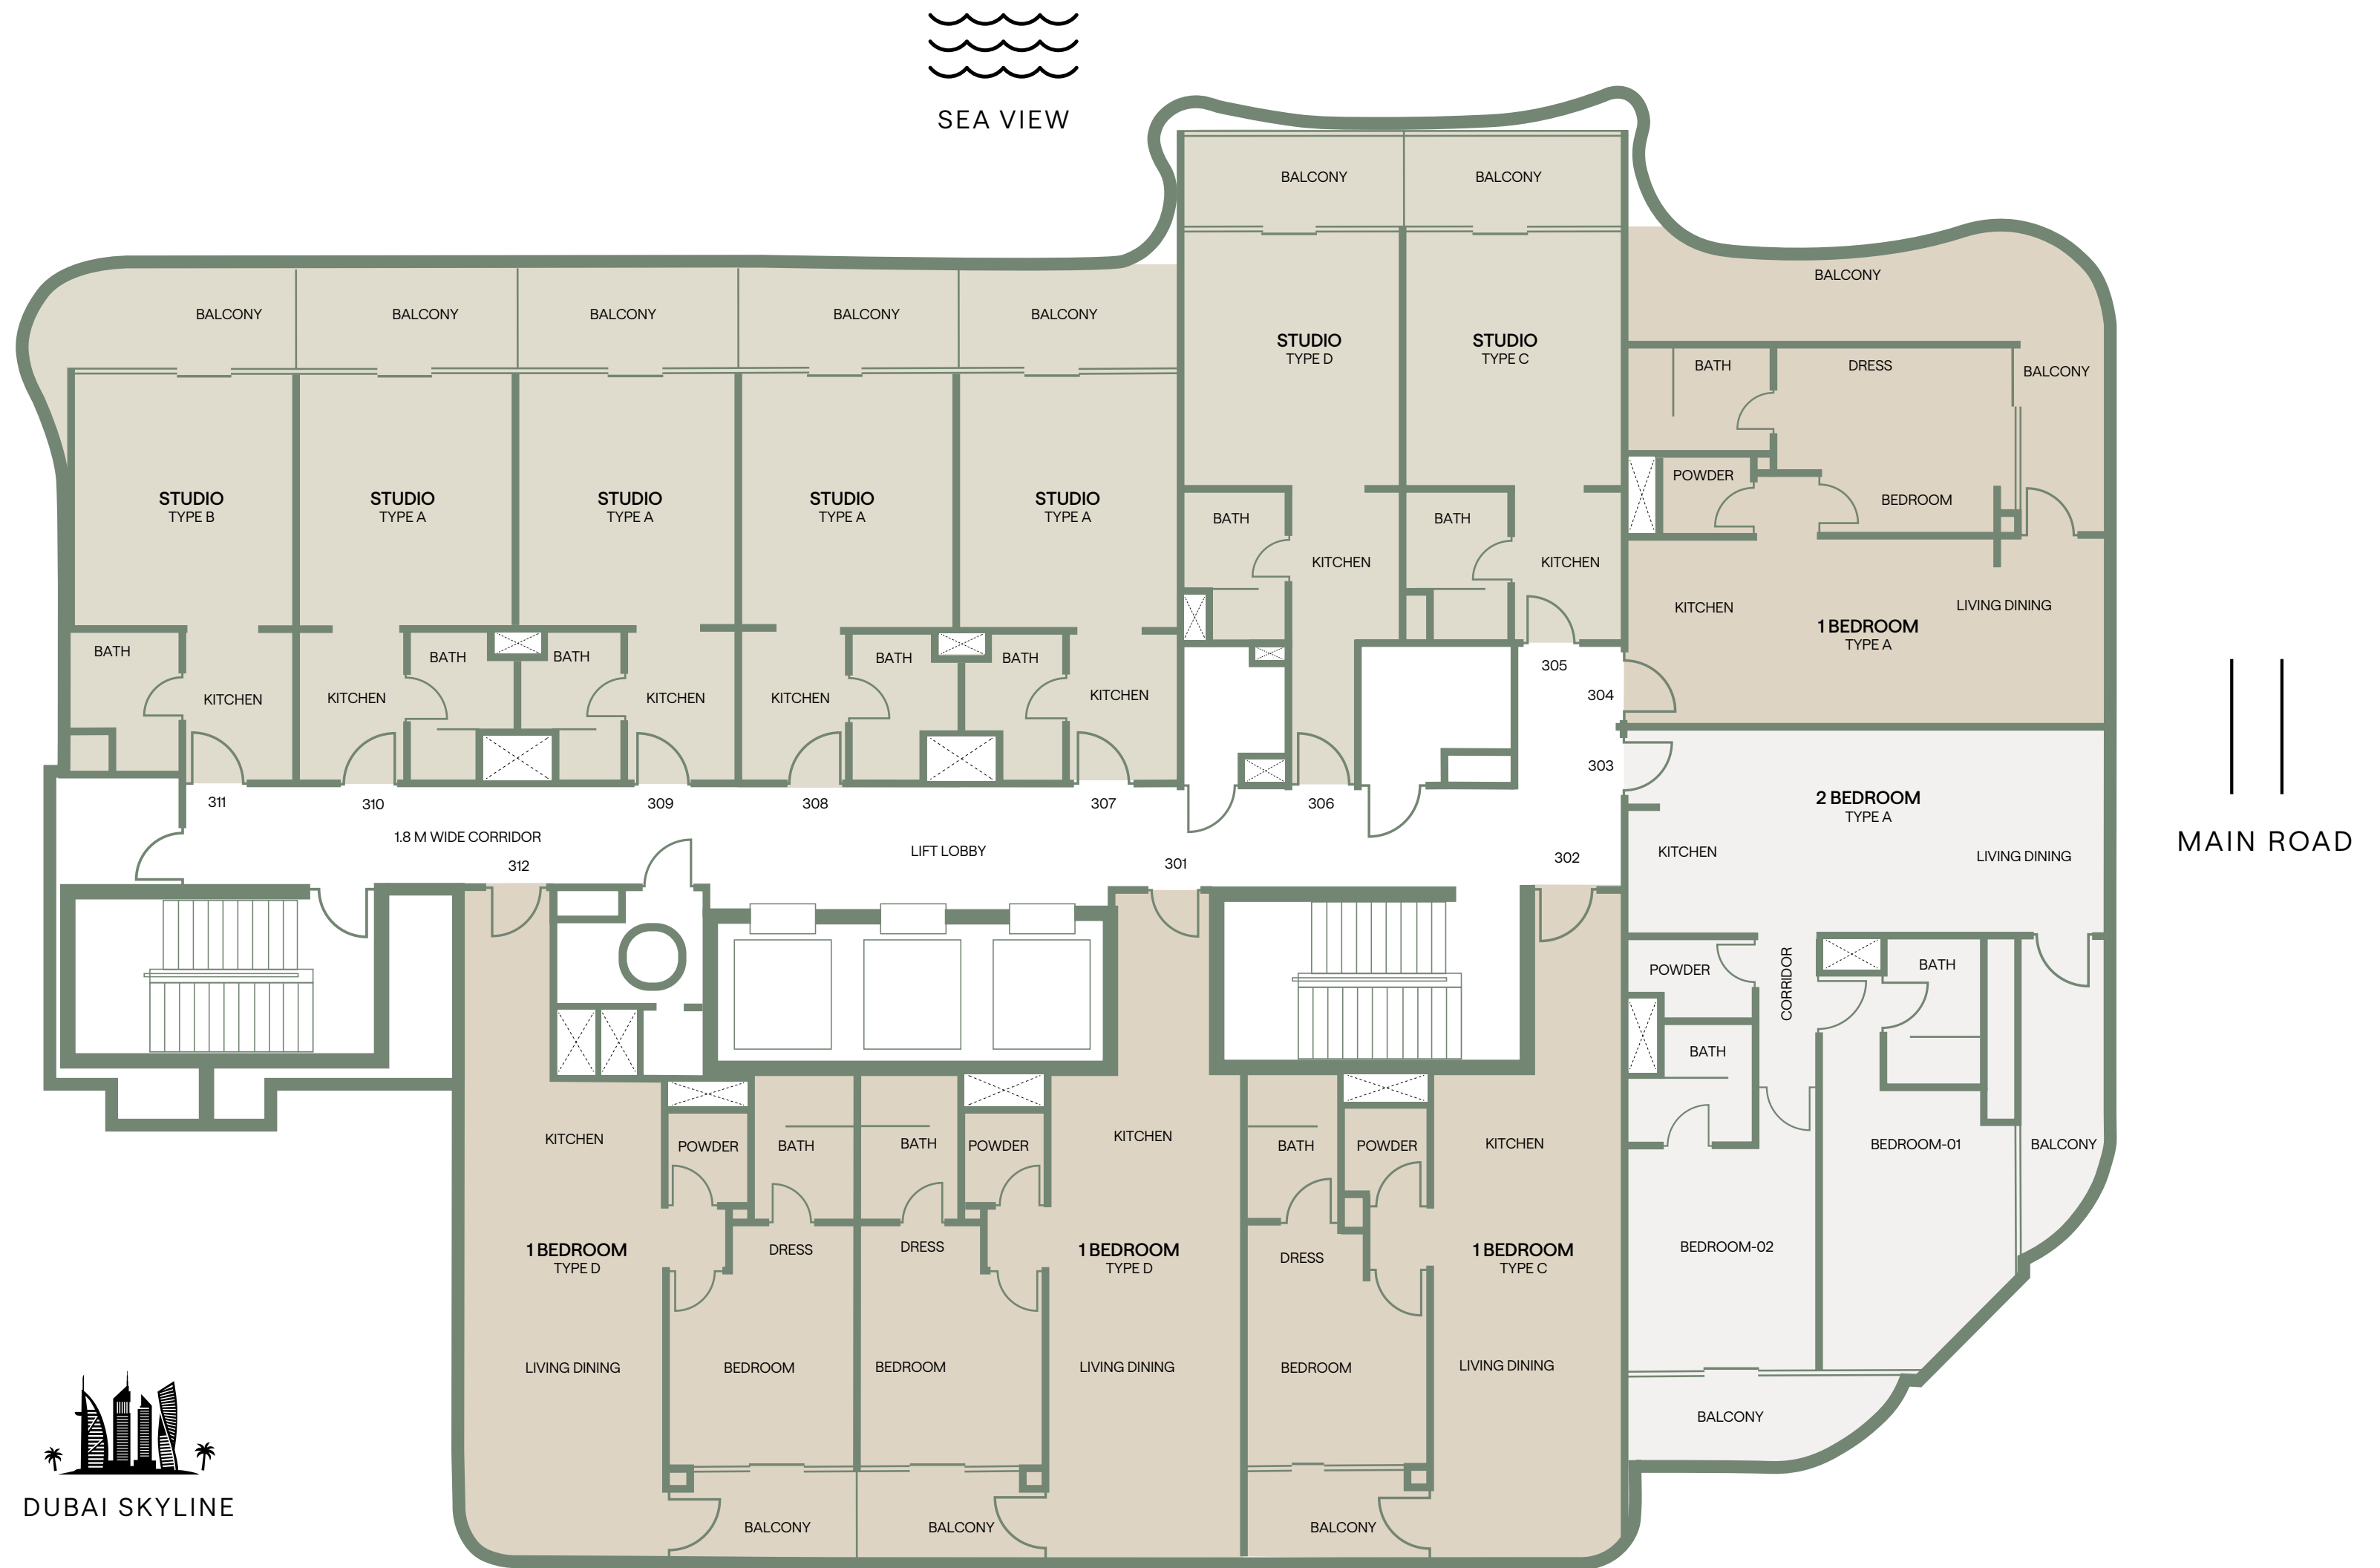 SEA VIEW
BALCONY
BALCONY
BALCONY
BALCONY
BALCONY
BALCONY
BALCONY
BALCONY
STUDIO
TYPE D
STUDIO
TYPE C
BATH
DRESS
BALCONY
POWDER
BEDROOM
STUDIO
TYPE B
STUDIO
TYPE A
STUDIO
TYPE A
STUDIO
TYPE A
STUDIO
TYPE A
BATH
KITCHEN
BATH
KITCHEN
KITCHEN
LIVING DINING
1 BEDROOM
TYPE A
BATH
KITCHEN
KITCHEN
BATH
BATH
KITCHEN
KITCHEN
BATH
BATH
KITCHEN
305
304
303
311
310
309
308
307
306
2 BEDROOM
TYPE A
MAIN ROAD
1.8 M WIDE CORRIDOR
312
LIFT LOBBY
301
302
KITCHEN
LIVING DINING
POWDER
CORRIDOR
BATH
BATH
KITCHEN
POWDER
BATH
BATH
POWDER
KITCHEN
BATH
POWDER
KITCHEN
BEDROOM-01
BALCONY
1 BEDROOM
TYPE D
DRESS
DRESS
1 BEDROOM
TYPE D
DRESS
1 BEDROOM
TYPE C
BEDROOM-02
LIVING DINING
BEDROOM
BEDROOM
LIVING DINING
BEDROOM
LIVING DINING
BALCONY
DUBAI SKYLINE
BALCONY
BALCONY
BALCONY